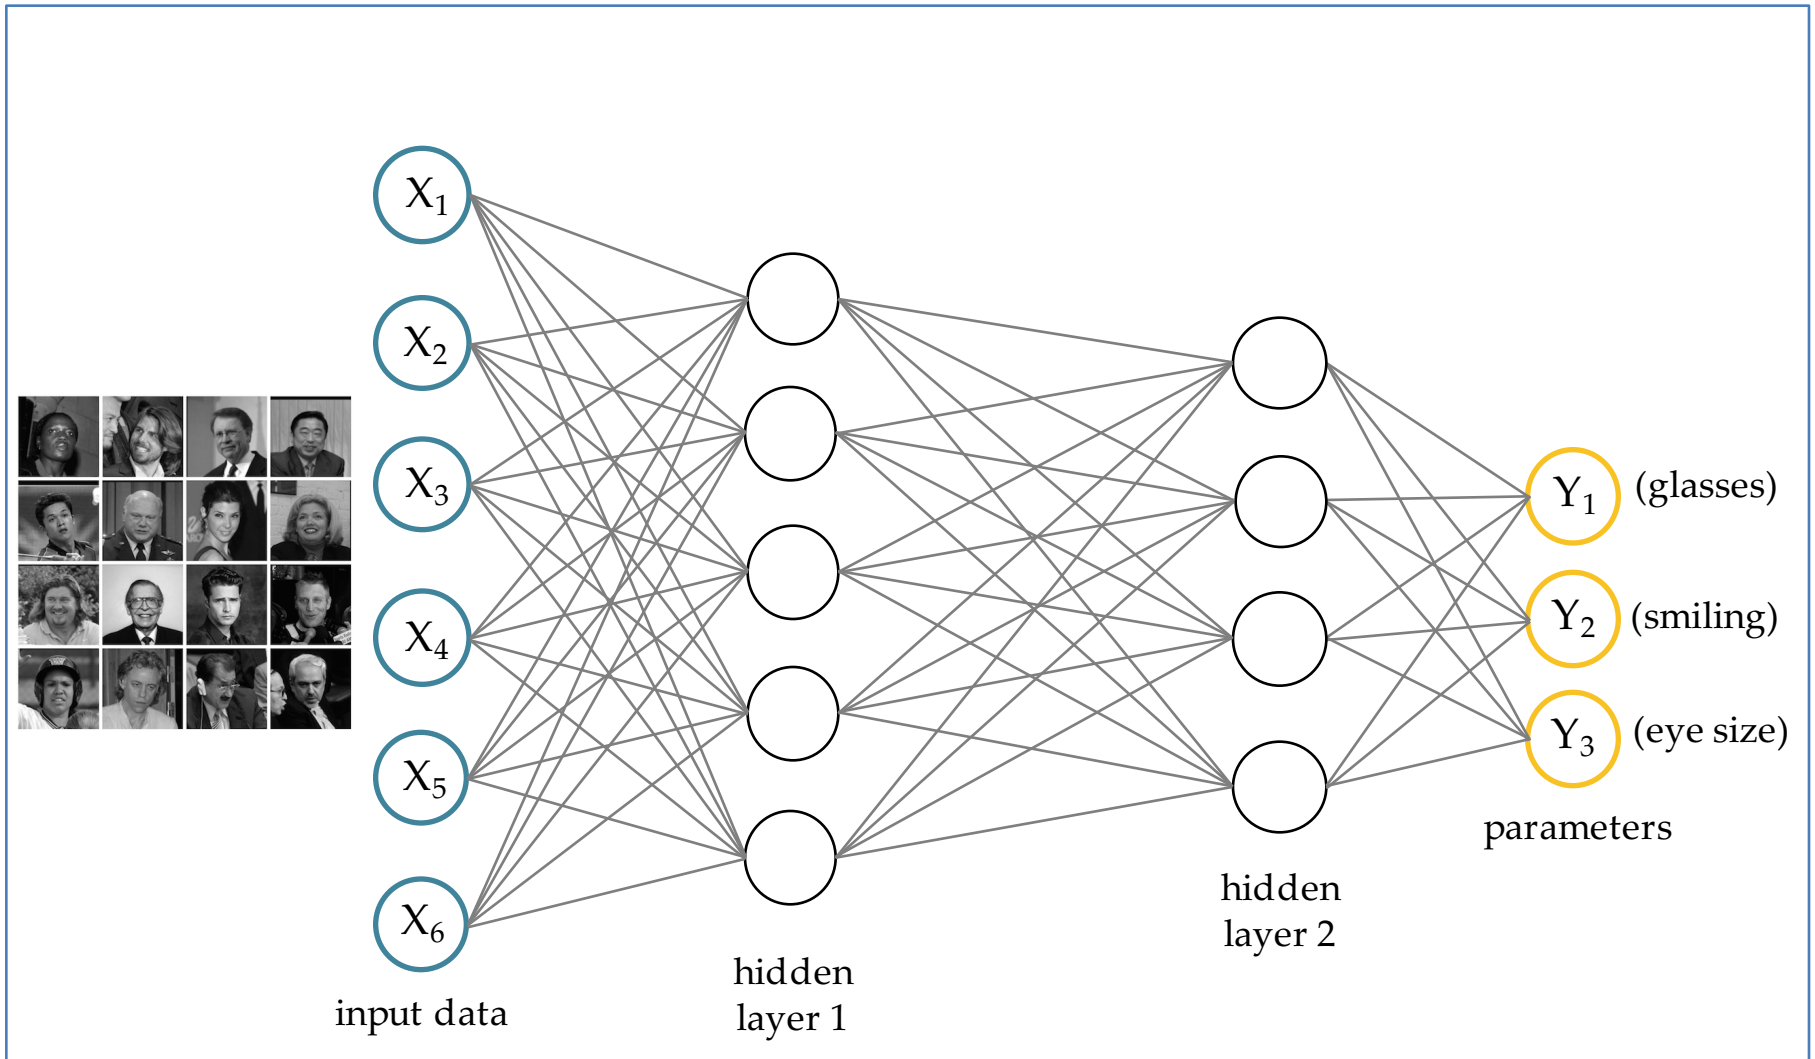 X₁
X₂
X₃
X₄
X₅
X₆
input data
hidden
layer 1
hidden
layer 2
Y₁ (glasses)
Y₂ (smiling)
Y₃ (eye size)
parameters